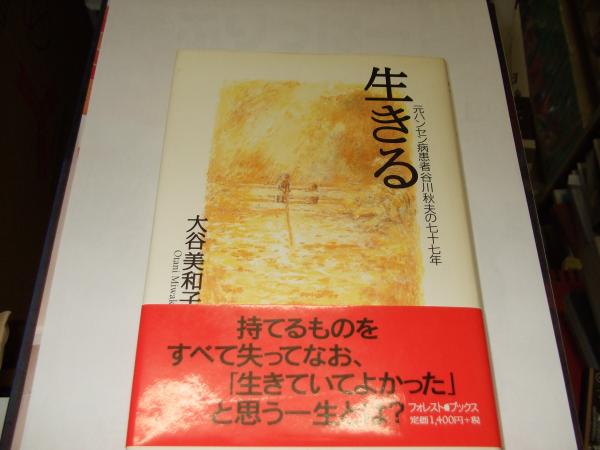 生きる
元ハンセン病患者谷川秋夫の七十七年
大谷美和子
Otani Miwak
持てるものを
すべて失ってなお、
「生きていてよかった」
と思う一生とは?
フォレスト・ブックス
定価1,400円+税